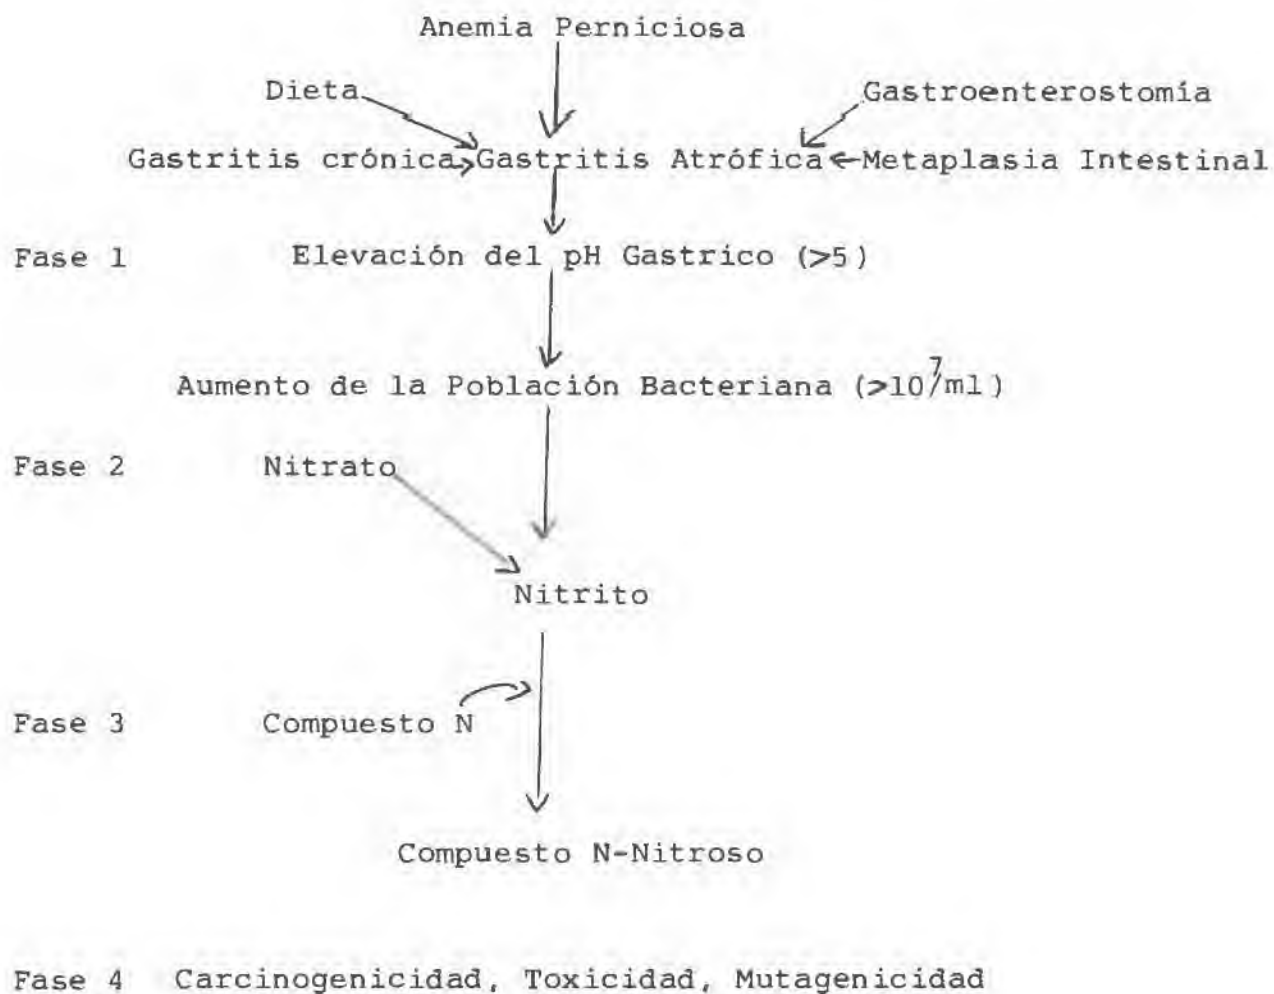 Anemia Perniciosa
Dieta Gastroenterostomía
Gastritis crónica Gastritis Atrófica Metaplasia Intestinal
Fase 1 Elevación del pH Gastrico (>5)
Aumento de la Población Bacteriana (>10⁷/ml)
Fase 2 Nitrato
Nitrito
Fase 3 Compuesto N
Compuesto N-Nitroso
Fase 4 Carcinogenicidad, Toxicidad, Mutagenicidad